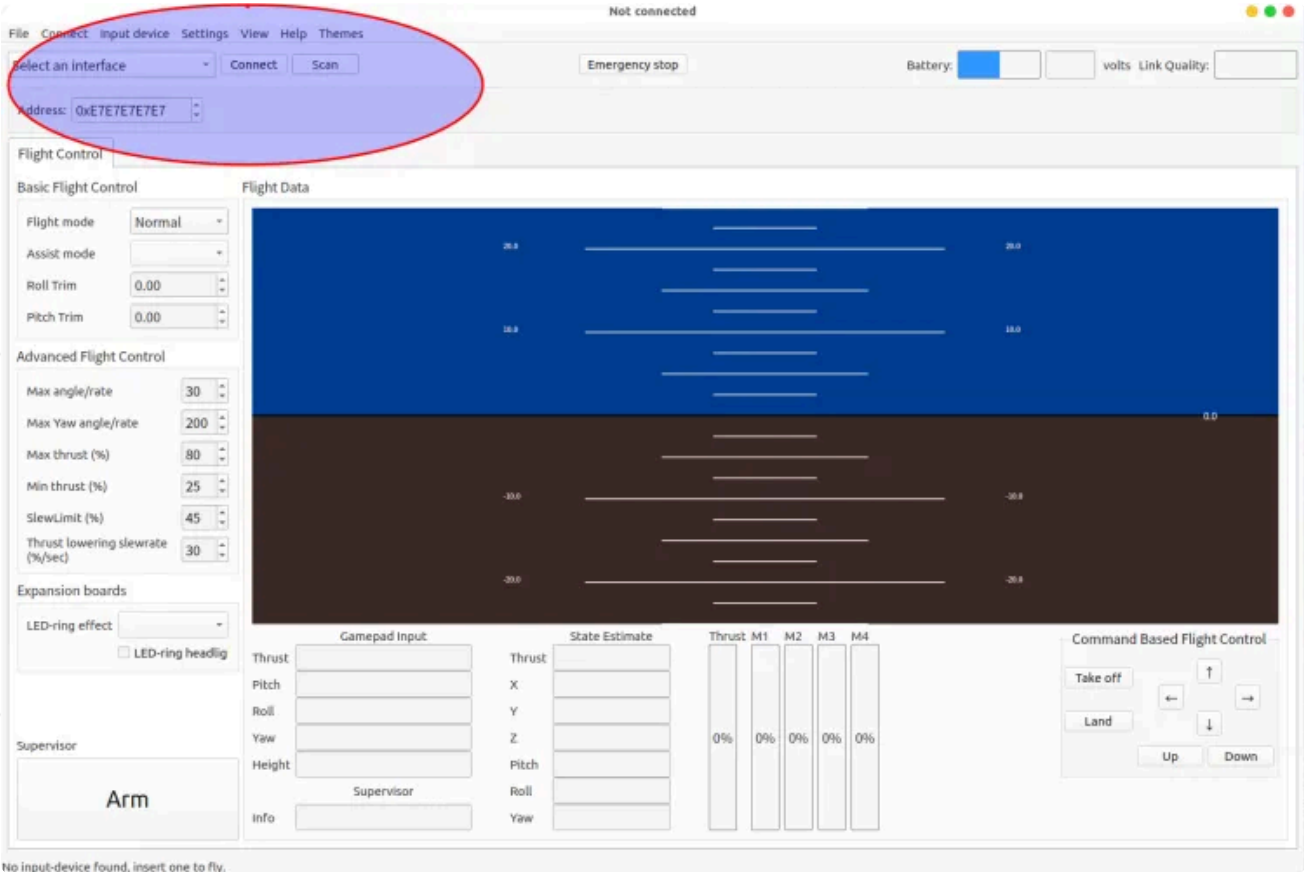 Not connected
File Connect Input device Settings View Help Themes
Select an interface Connect Scan Emergency stop Battery: volts Link Quality:
Address: 0xE7E7E7E7E7
Flight Control
Basic Flight Control
Flight mode Normal
Assist mode
Roll Trim 0.00
Pitch Trim 0.00
Advanced Flight Control
Max angle/rate 30
Max Yaw angle/rate 200
Max thrust (%) 80
Min thrust (%) 25
SlewLimit (%) 45
Thrust lowering slewrate
(%/sec) 30
Expansion boards
LED-ring effect
LED-ring headlig
Supervisor
Arm
Flight Data
20.0 20.0
10.0 10.0
0.0
-10.0 -10.0
-20.0 -20.0
Gamepad Input
Thrust
Pitch
Roll
Yaw
Height
Supervisor
Info
State Estimate
Thrust
X
Y
Z
Pitch
Roll
Yaw
Thrust M1 M2 M3 M4
0% 0% 0% 0% 0%
Command Based Flight Control
Take off ↑
← →
Land ↓
Up Down
No input-device found, insert one to fly.